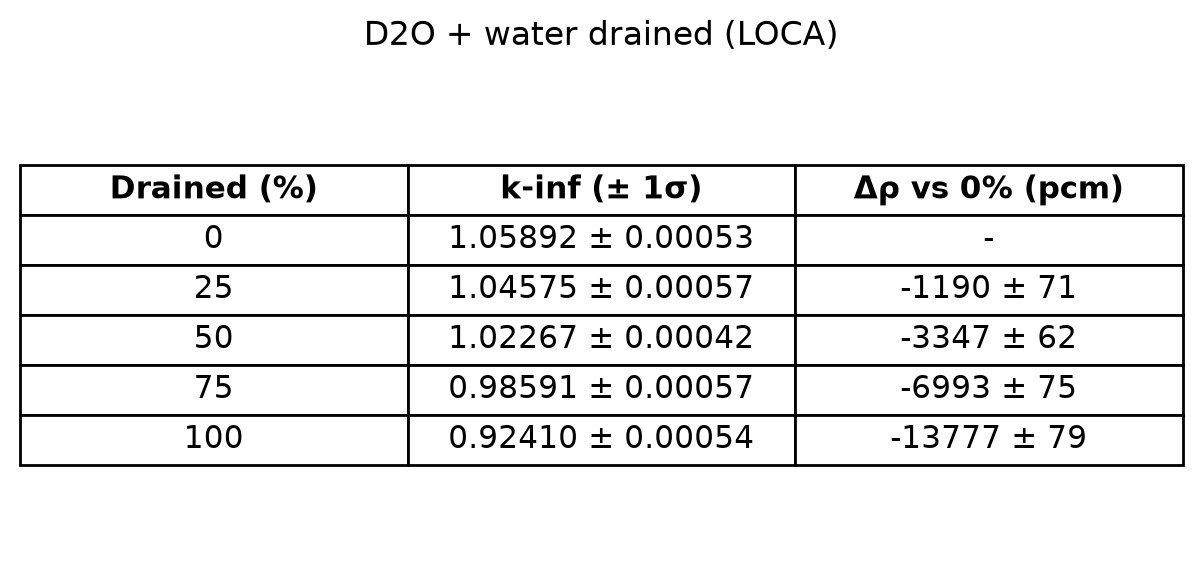 D2O + water drained (LOCA)
Drained (%) k-inf (± 1σ) Δρ vs 0% (pcm)
0 1.05892 ± 0.00053 -
25 1.04575 ± 0.00057 -1190 ± 71
50 1.02267 ± 0.00042 -3347 ± 62
75 0.98591 ± 0.00057 -6993 ± 75
100 0.92410 ± 0.00054 -13777 ± 79